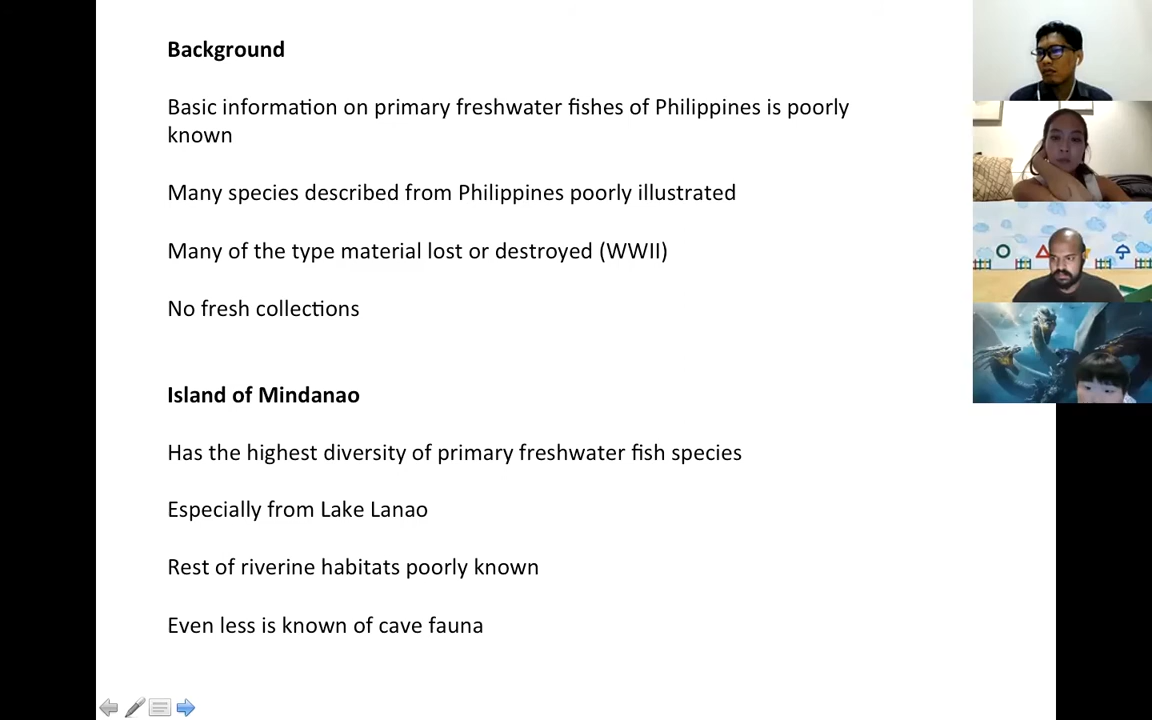 Background
Basic information on primary freshwater fishes of Philippines is poorly
known
Many species described from Philippines poorly illustrated
Many of the type material lost or destroyed (WWII)
No fresh collections
Island of Mindanao
Has the highest diversity of primary freshwater fish species
Especially from Lake Lanao
Rest of riverine habitats poorly known
Even less is known of cave fauna